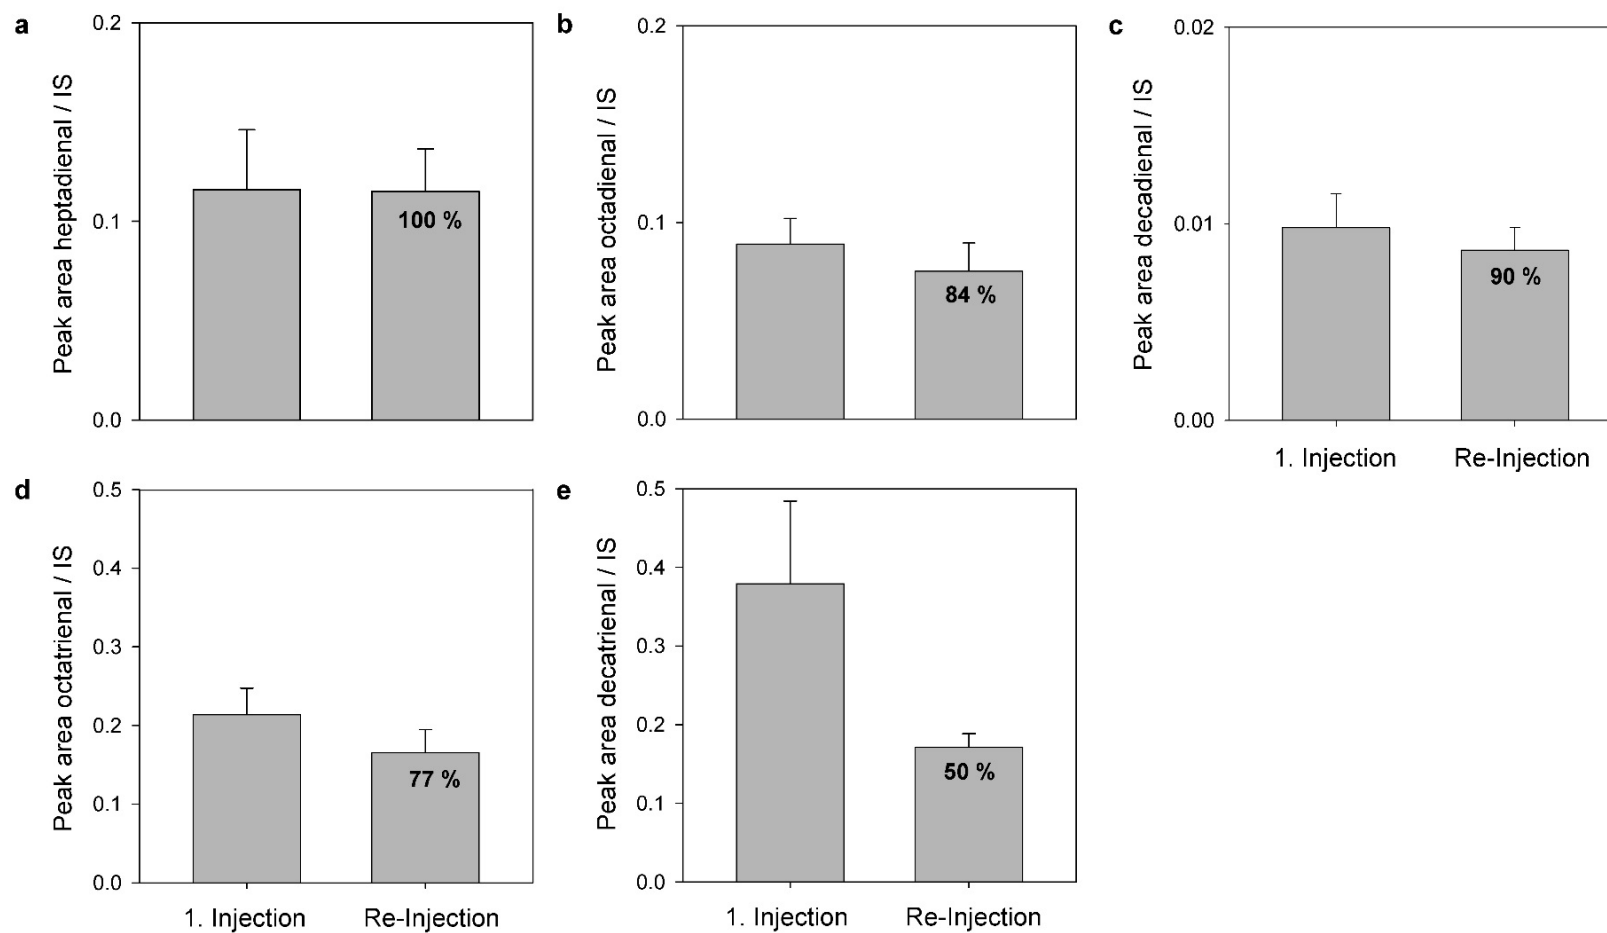 a
Peak area heptadienal / IS
0.2
0.1
0.0
100 %
b
Peak area octadienal / IS
0.2
0.1
0.0
84 %
c
Peak area decadienal / IS
0.02
0.01
0.00
90 %
1. Injection
Re-Injection
d
Peak area octatrienal / IS
0.5
0.4
0.3
0.2
0.1
0.0
77 %
1. Injection
Re-Injection
e
Peak area decatrienal / IS
0.5
0.4
0.3
0.2
0.1
0.0
50 %
1. Injection
Re-Injection